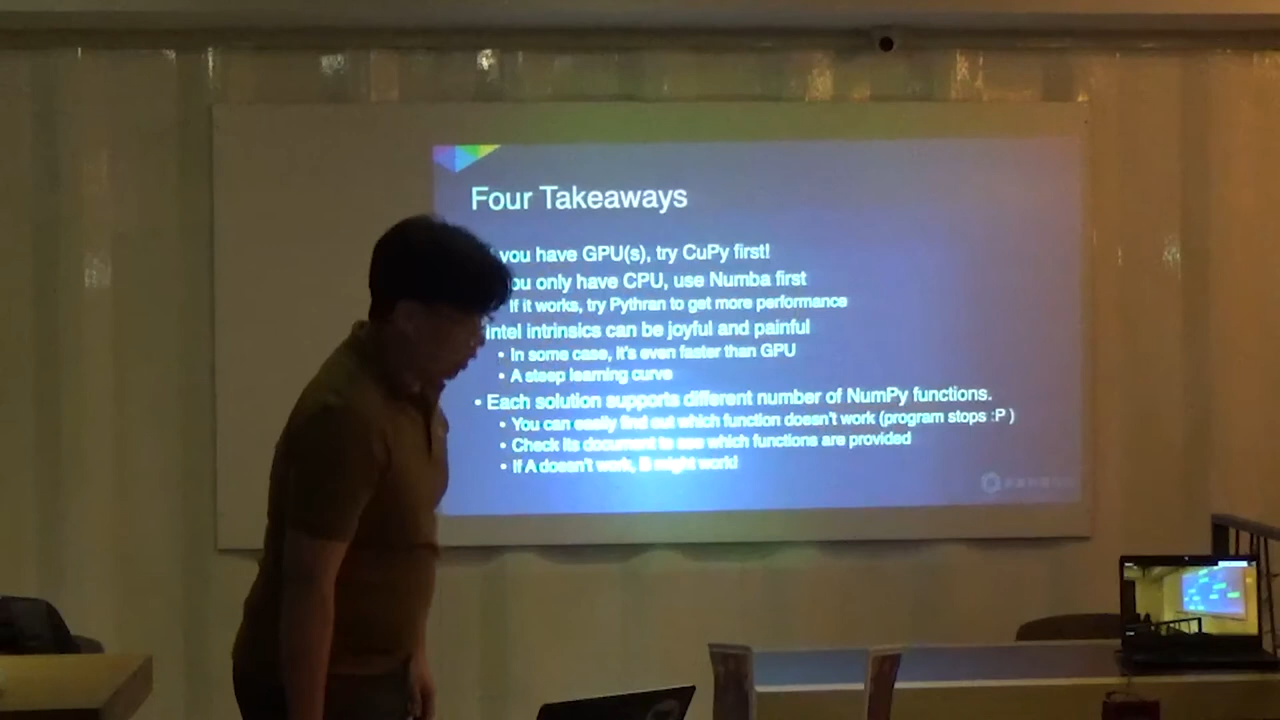 Four Takeaways
you have GPU(s), try CuPy first!
ou only have CPU, use Numba first
If it works, try Pythran to get more performance
Intel intrinsics can be joyful and painful
• In some case, it's even faster than GPU
• A steep learning curve
• Each solution supports different number of NumPy functions.
• You can easily find out which function doesn't work (program stops :P )
• Check its document to see which functions are provided
• If A doesn't work, B might work!